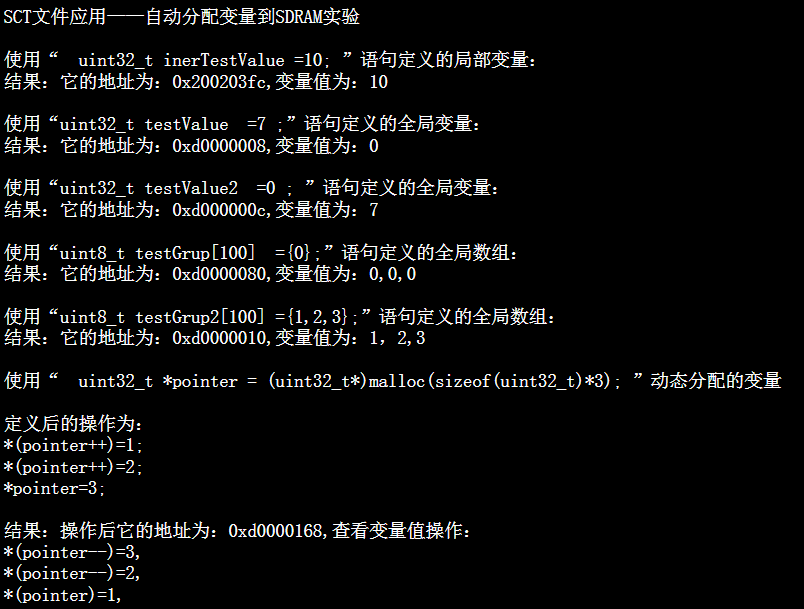 SCT文件应用——自动分配变量到SDRAM实验
使用“  uint32_t inerTestValue =10; ”语句定义的局部变量:
结果: 它的地址为: 0x200203fc,变量值为: 10
使用“uint32_t testValue  =7 ;”语句定义的全局变量:
结果: 它的地址为: 0xd0000008,变量值为: 0
使用“uint32_t testValue2  =0 ; ”语句定义的全局变量:
结果: 它的地址为: 0xd000000c,变量值为: 7
使用“uint8_t testGrup[100]  ={0};”语句定义的全局数组:
结果: 它的地址为: 0xd0000080,变量值为: 0,0,0
使用“uint8_t testGrup2[100] ={1,2,3};”语句定义的全局数组:
结果: 它的地址为: 0xd0000010,变量值为: 1，2,3
使用“  uint32_t *pointer = (uint32_t*)malloc(sizeof(uint32_t)*3); ”动态分配的变量
定义后的操作为:
*(pointer++)=1;
*(pointer++)=2;
*pointer=3;
结果: 操作后它的地址为: 0xd0000168,查看变量值操作:
*(pointer--)=3,
*(pointer--)=2,
*(pointer)=1,